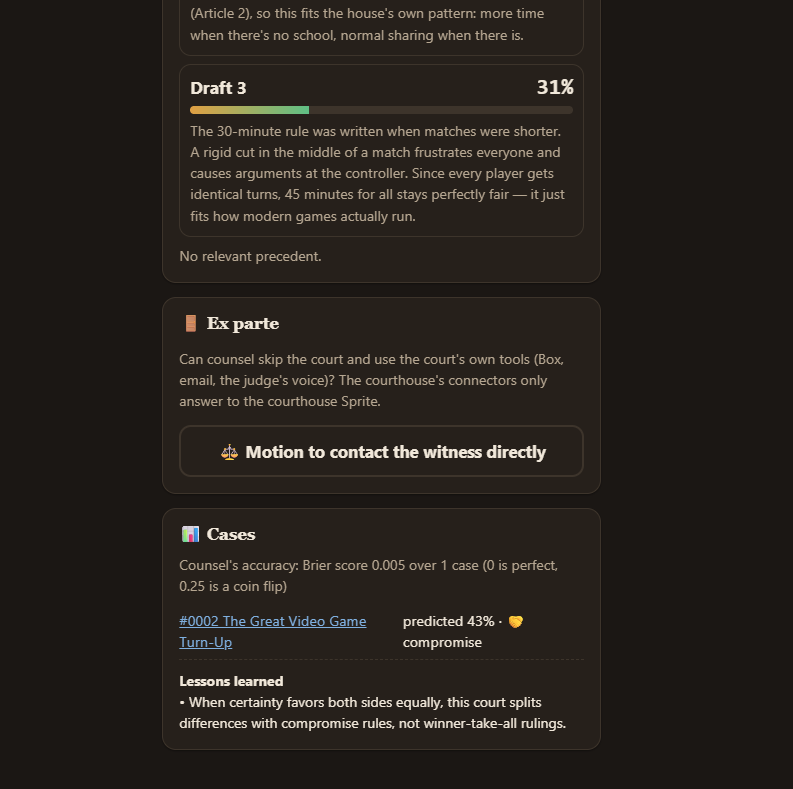 (Article 2), so this fits the house's own pattern: more time
when there's no school, normal sharing when there is.
Draft 3
31%
The 30-minute rule was written when matches were shorter.
A rigid cut in the middle of a match frustrates everyone and
causes arguments at the controller. Since every player gets
identical turns, 45 minutes for all stays perfectly fair — it just
fits how modern games actually run.
No relevant precedent.
🚪 Ex parte
Can counsel skip the court and use the court's own tools (Box,
email, the judge's voice)? The courthouse's connectors only
answer to the courthouse Sprite.
⚖️ Motion to contact the witness directly
📊 Cases
Counsel's accuracy: Brier score 0.005 over 1 case (0 is perfect,
0.25 is a coin flip)
#0002 The Great Video Game
Turn-Up
predicted 43% · 🤝
compromise
Lessons learned
• When certainty favors both sides equally, this court splits
differences with compromise rules, not winner-take-all rulings.